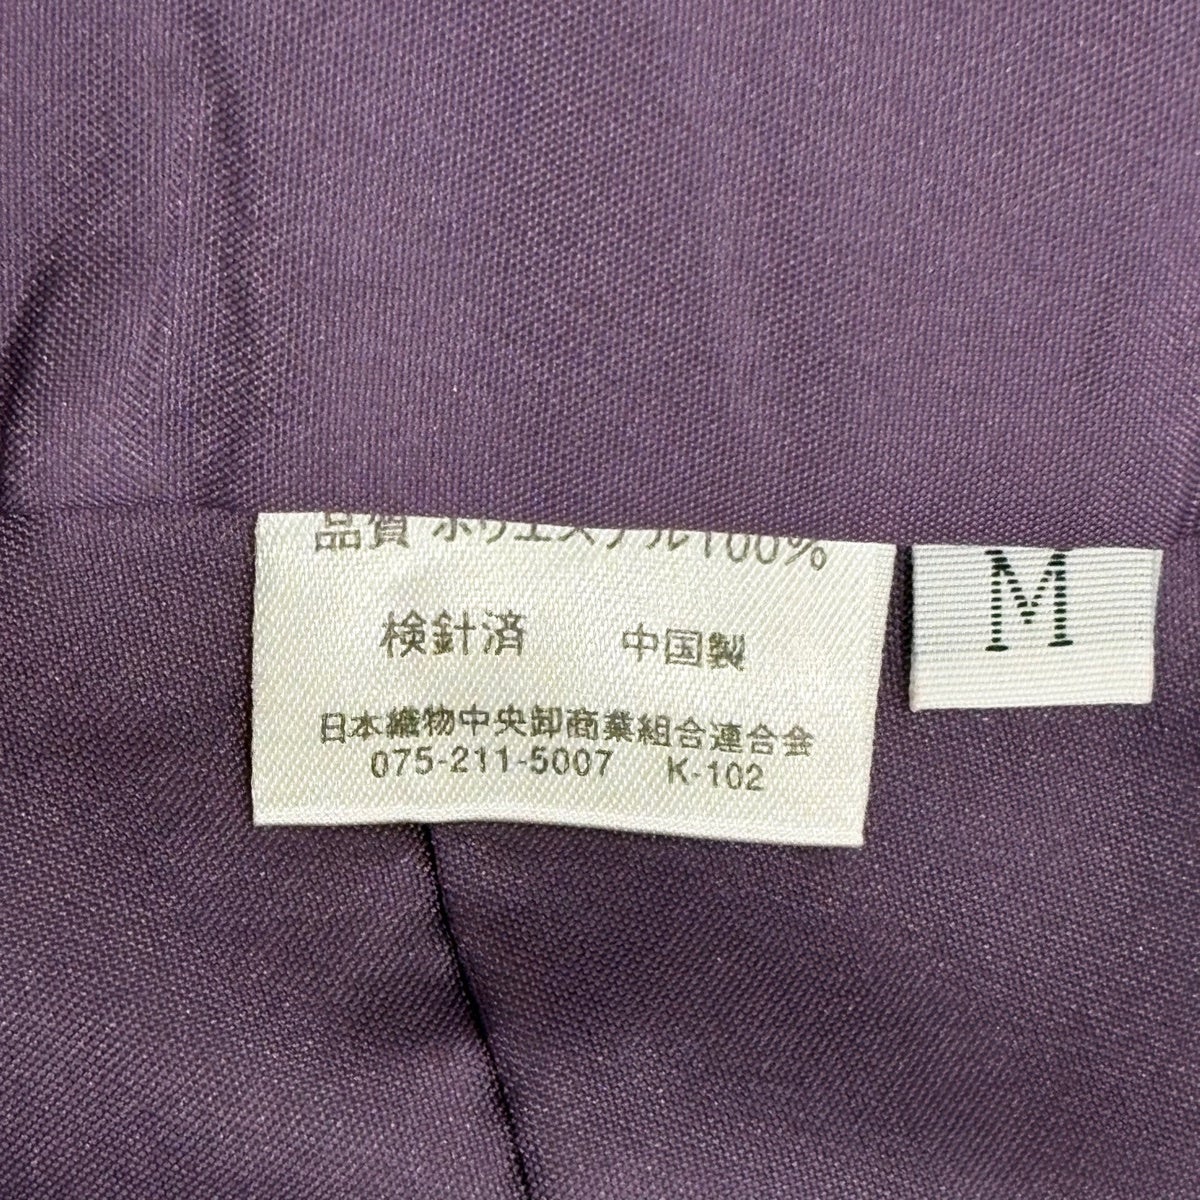 品質 ポリエステル100%
検針済 中国製
日本織物中央卸商業組合連合会
075-211-5007 K-102
M